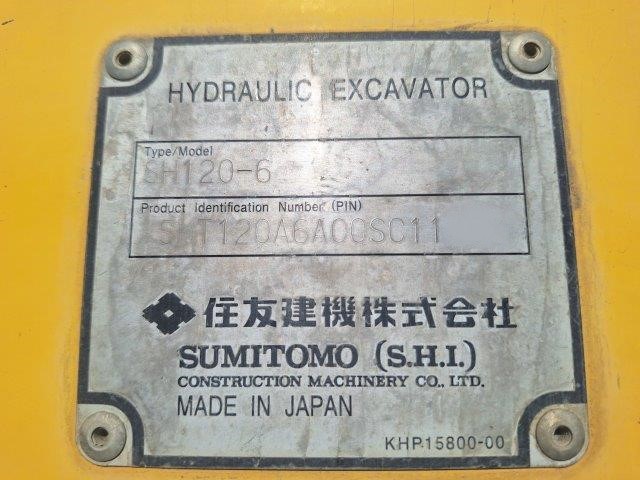 HYDRAULIC EXCAVATOR
Type/Model
SH120-6
Product Identification Number (PIN)
住友建機株式会社
SUMITOMO (S.H.I.)
CONSTRUCTION MACHINERY CO., LTD.
MADE IN JAPAN
KHP15800-00